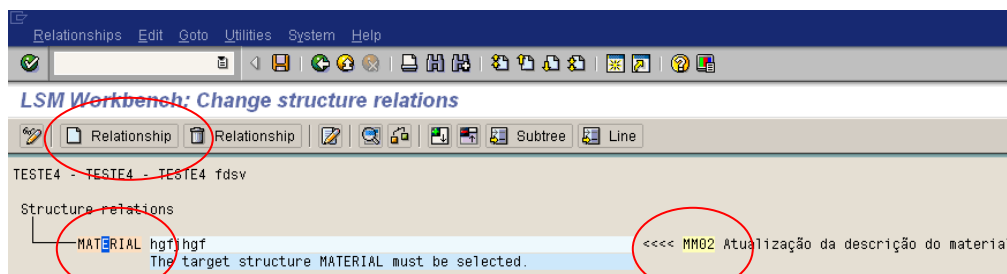 Relationships Edit Goto Utilities System Help
LSM Workbench: Change structure relations
Relationship Relationship Subtree Line
TESTE4 - TESTE4 - TESTE4 fdsv
Structure relations
MATERIAL hgfjhgf <<<< MM02 Atualização da descrição do materia
The target structure MATERIAL must be selected.